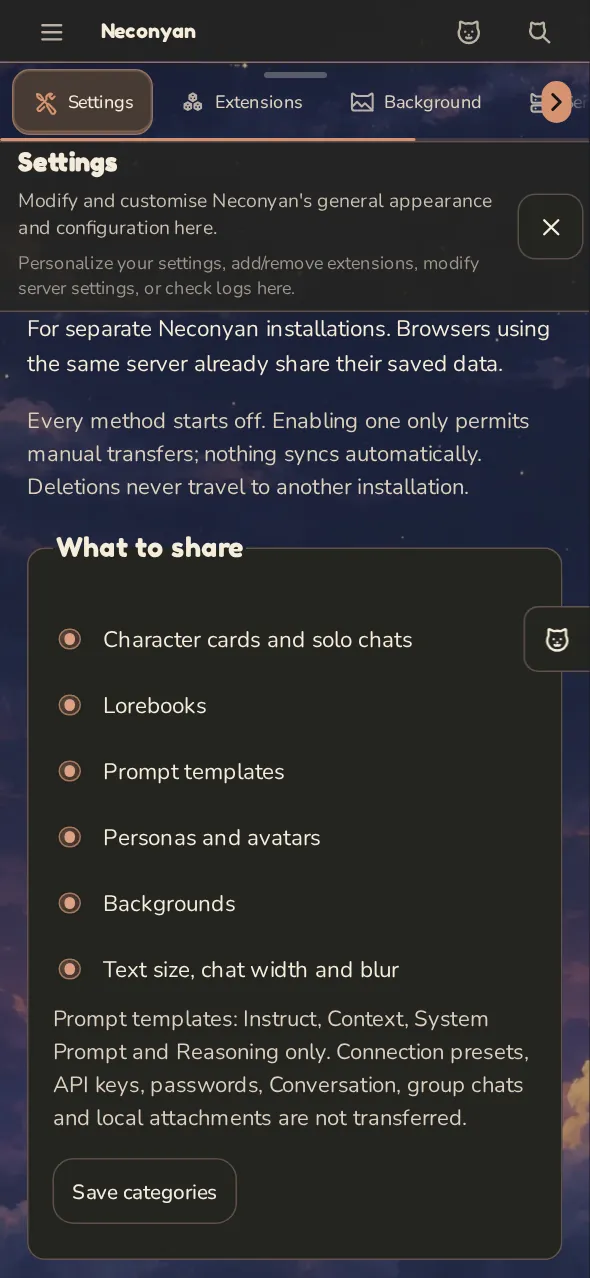 Neconyan
Settings
Extensions
Background
Settings
Modify and customise Neconyan's general appearance
and configuration here.
Personalize your settings, add/remove extensions, modify
server settings, or check logs here.
For separate Neconyan installations. Browsers using
the same server already share their saved data.
Every method starts off. Enabling one only permits
manual transfers; nothing syncs automatically.
Deletions never travel to another installation.
What to share
Character cards and solo chats
Lorebooks
Prompt templates
Personas and avatars
Backgrounds
Text size, chat width and blur
Prompt templates: Instruct, Context, System
Prompt and Reasoning only. Connection presets,
API keys, passwords, Conversation, group chats
and local attachments are not transferred.
Save categories